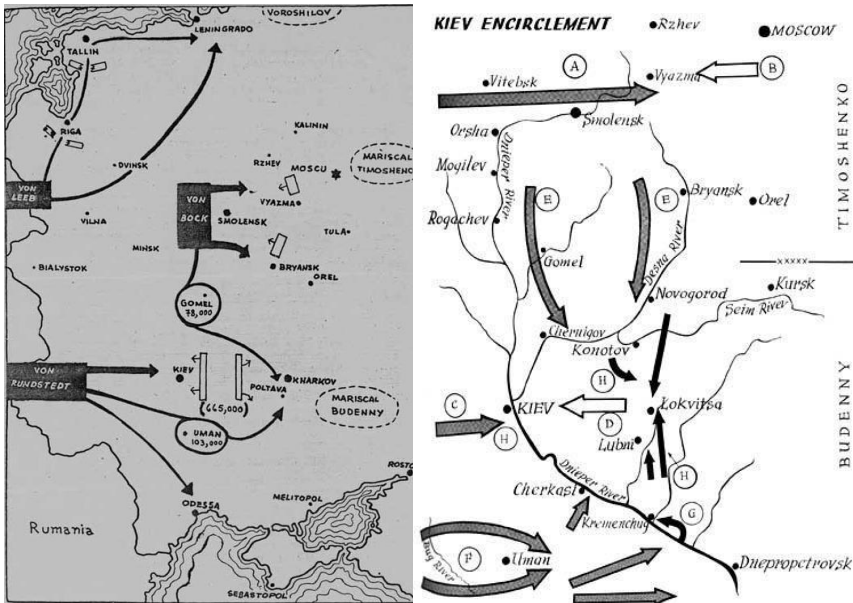 VOROSHILOV
LENINGRADO
TALLIN
RIGA
KALININ
RZHEV
MOSCU
MARISCAL
TIMOSHENC
DVINSK
VON
LEEB
VON
BOCK
VYAZMA
SMOLENSK
VILNA
TULA
MINSK
BRYANSK
OREL
BIALYSTOK
GOMEL
78,000
VON
RUNDSTEDT
KIEV
KHARKOV
POLTAVA
(665,000)
MARISCAL
BUDENNY
UMAN
103,000
ROSTO
MELITOPOL
ODESSA
Rumania
SEBASTOPOL
KIEV ENCIRCLEMENT
Rzhev
MOSCOW
A
B
Vitebsk
Vyazma
Smolensk
Orsha
Dnieper
River
Mogilev
E
E
Bryansk
Orel
Rogachev
TIMOSHENKO
Gomel
Desna River
XXXXX
Kursk
Novogorod
Seim River
Chernigov
Konotov
H
C
KIEV
D
Lokvitsa
H
Lubni
BUDENNY
Dnieper River
H
Cherkasi
Kremenchug
G
F
Uman
Bug River
Dnepropetrovsk